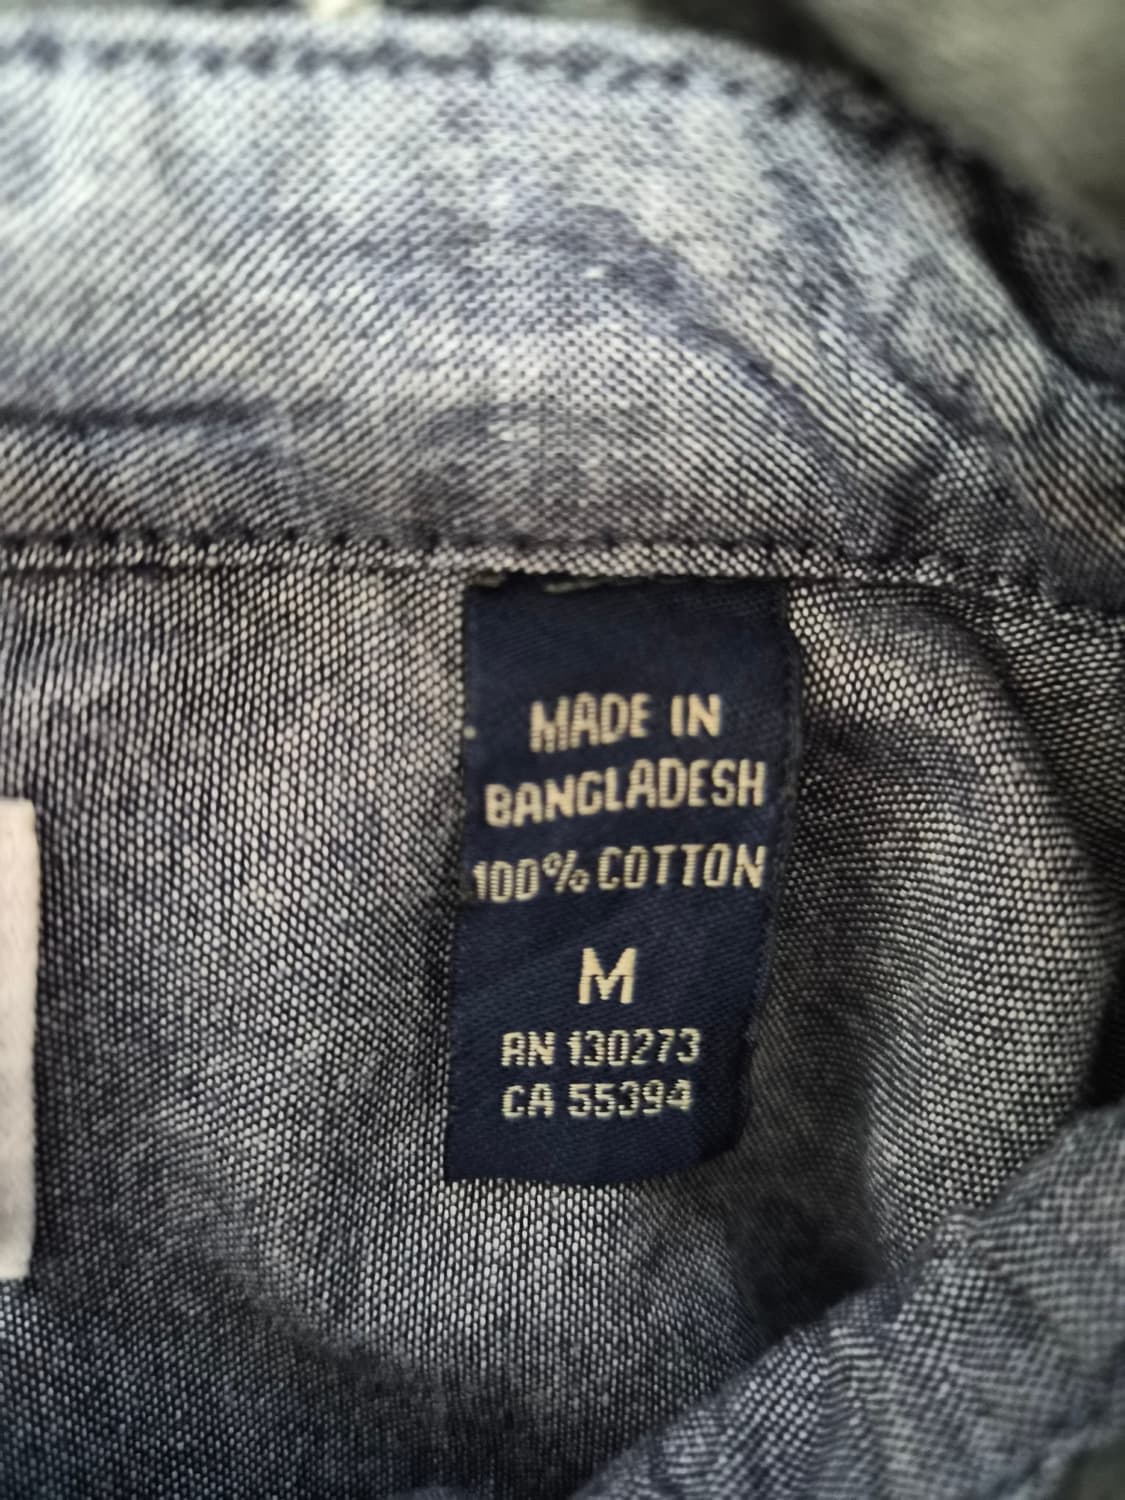 MADE IN
BANGLADESH
100% COTTON
M
RN 130273
CA 55394